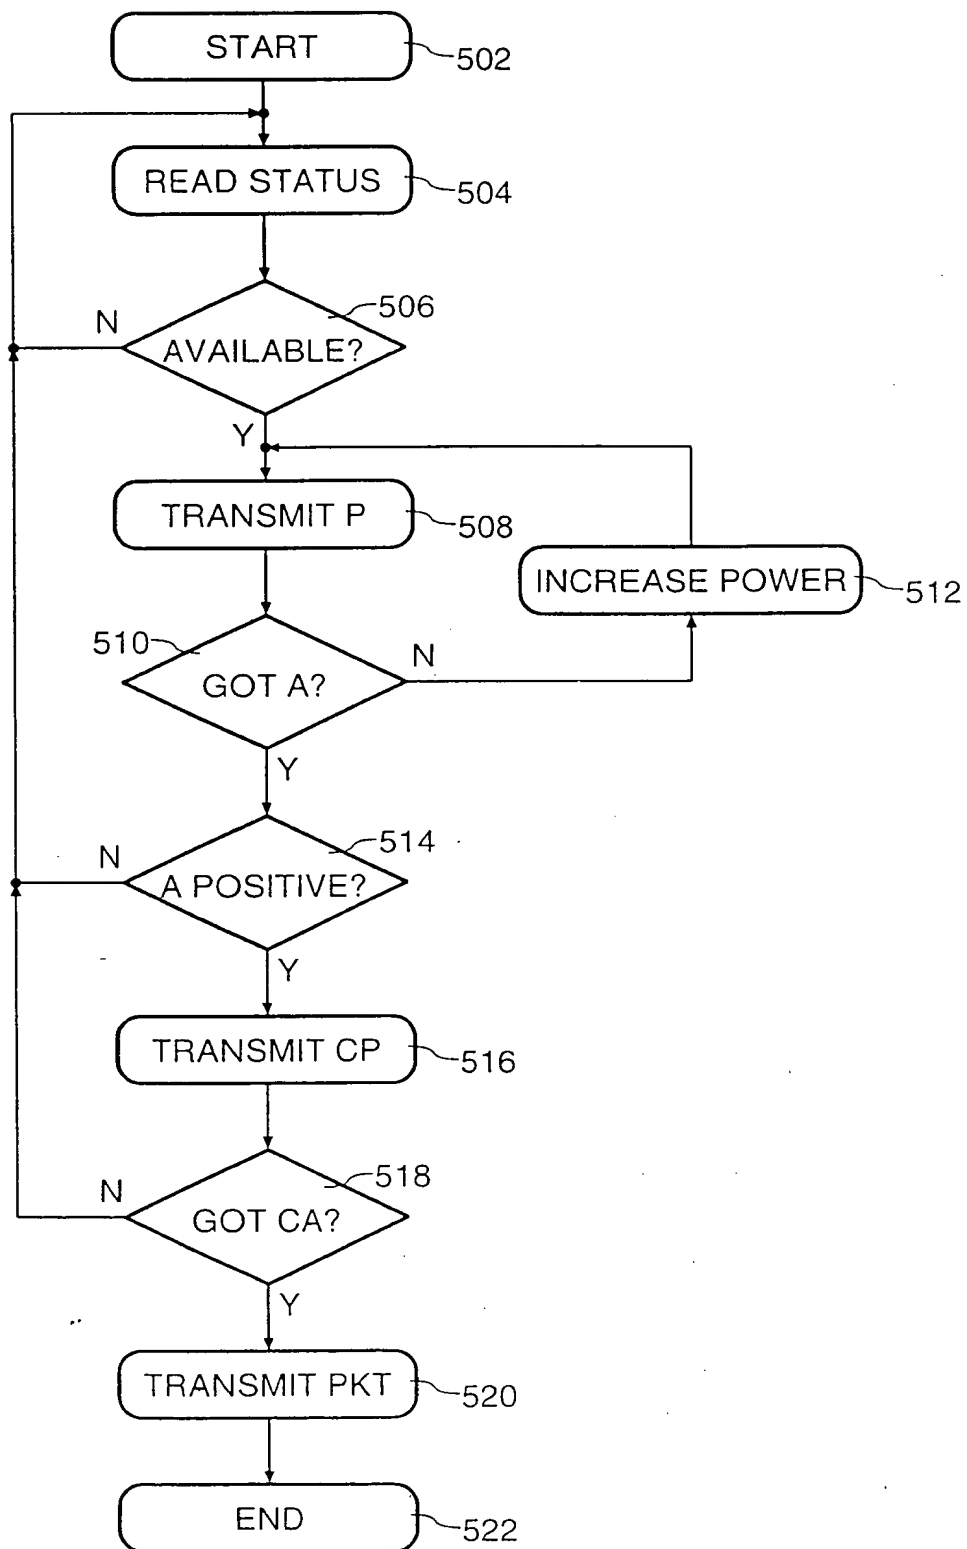 START
502
READ STATUS
504
506
N
AVAILABLE?
Y
TRANSMIT P
508
INCREASE POWER
512
510
N
GOT A?
Y
514
N
A POSITIVE?
Y
TRANSMIT CP
516
518
N
GOT CA?
Y
TRANSMIT PKT
520
END
522